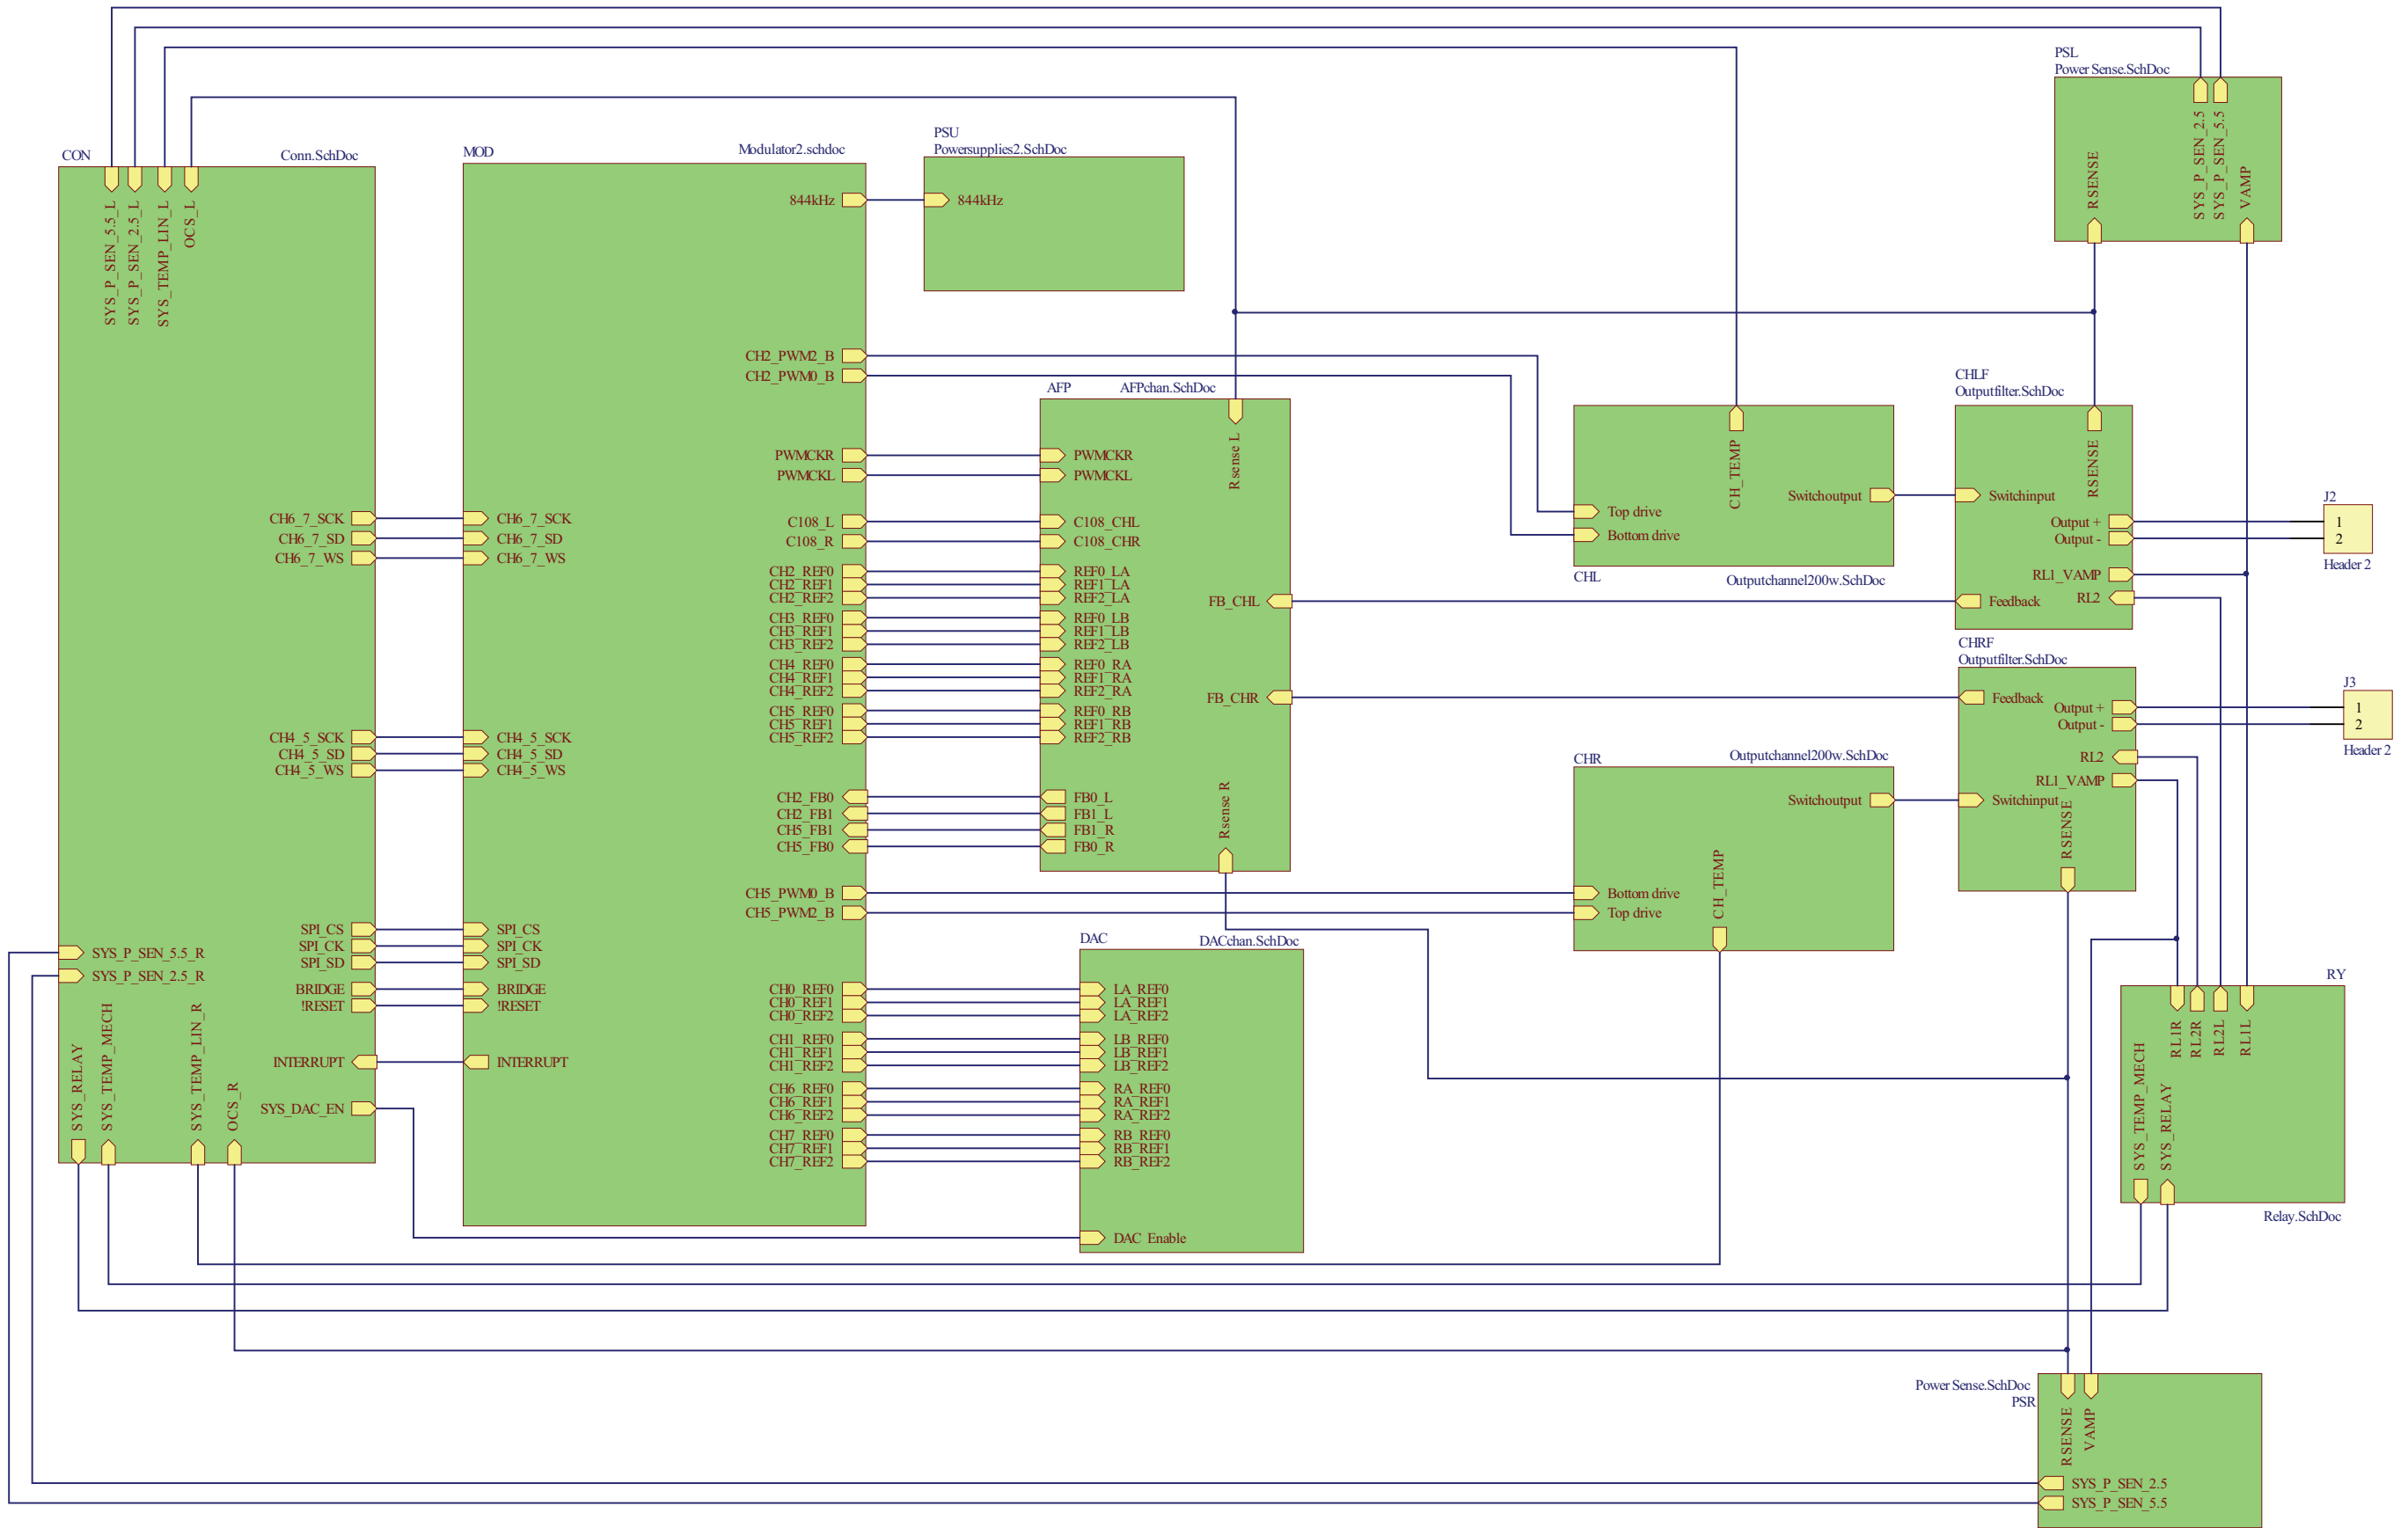 PSL
Power Sense.SchDoc
SYS_P_SEN_2.5
SYS_P_SEN_5.5
RSENSE
VAMP
CON
Conn.SchDoc
SYS_P_SEN_5.5_L
SYS_P_SEN_2.5_L
SYS_TEMP_LIN_L
OCS_L
CH6_7_SCK
CH6_7_SD
CH6_7_WS
CH4_5_SCK
CH4_5_SD
CH4_5_WS
SPI_CS
SPI_CK
SPI_SD
BRIDGE
!RESET
INTERRUPT
SYS_DAC_EN
SYS_P_SEN_5.5_R
SYS_P_SEN_2.5_R
SYS_RELAY
SYS_TEMP_MECH
SYS_TEMP_LIN_R
OCS_R
MOD
Modulator2.schdoc
844kHz
CH2_PWM2_B
CH2_PWM0_B
PWMCKR
PWMCKL
C108_L
C108_R
CH2_REF0
CH2_REF1
CH2_REF2
CH3_REF0
CH3_REF1
CH3_REF2
CH4_REF0
CH4_REF1
CH4_REF2
CH5_REF0
CH5_REF1
CH5_REF2
CH2_FB0
CH2_FB1
CH5_FB1
CH5_FB0
CH5_PWM0_B
CH5_PWM2_B
CH0_REF0
CH0_REF1
CH0_REF2
CH1_REF0
CH1_REF1
CH1_REF2
CH6_REF0
CH6_REF1
CH6_REF2
CH7_REF0
CH7_REF1
CH7_REF2
CH6_7_SCK
CH6_7_SD
CH6_7_WS
CH4_5_SCK
CH4_5_SD
CH4_5_WS
SPI_CS
SPI_CK
SPI_SD
BRIDGE
!RESET
INTERRUPT
PSU
Powersupplies2.SchDoc
844kHz
AFP
AFPchan.SchDoc
Rsense L
PWMCKR
PWMCKL
C108_CHL
C108_CHR
REF0_LA
REF1_LA
REF2_LA
REF0_LB
REF1_LB
REF2_LB
REF0_RA
REF1_RA
REF2_RA
REF0_RB
REF1_RB
REF2_RB
FB0_L
FB1_L
FB1_R
FB0_R
FB_CHL
FB_CHR
Rsense R
DAC
DACchan.SchDoc
LA_REF0
LA_REF1
LA_REF2
LB_REF0
LB_REF1
LB_REF2
RA_REF0
RA_REF1
RA_REF2
RB_REF0
RB_REF1
RB_REF2
DAC Enable
CH_TEMP
Switchoutput
Top drive
Bottom drive
CHL
Outputchannel200w.SchDoc
CHLF
Outputfilter.SchDoc
RSENSE
Switchinput
Output +
Output -
RL1_VAMP
RL2
Feedback
J2
1
2
Header 2
CHRF
Outputfilter.SchDoc
Feedback
Output +
Output -
RL2
RL1_VAMP
Switchinput
RSENSE
J3
1
2
Header 2
CHR
Outputchannel200w.SchDoc
Switchoutput
CH_TEMP
Bottom drive
Top drive
RY
RL1R
RL2R
RL2L
RL1L
SYS_TEMP_MECH
SYS_RELAY
Relay.SchDoc
Power Sense.SchDoc
PSR
RSENSE
VAMP
SYS_P_SEN_2.5
SYS_P_SEN_5.5